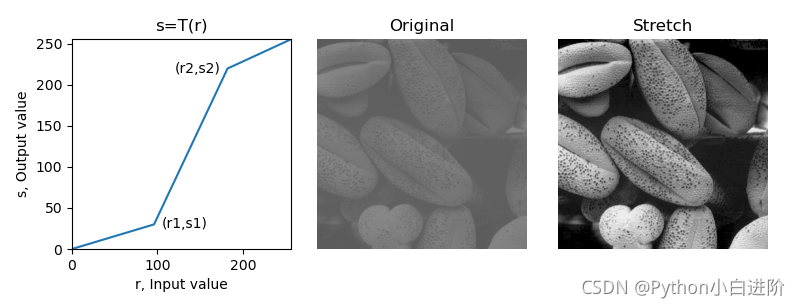 s=T(r)
Original
Stretch
s, Output value
250
200
150
100
50
0
(r2,s2)
(r1,s1)
0
100
200
r, Input value
CSDN @Python小白进阶